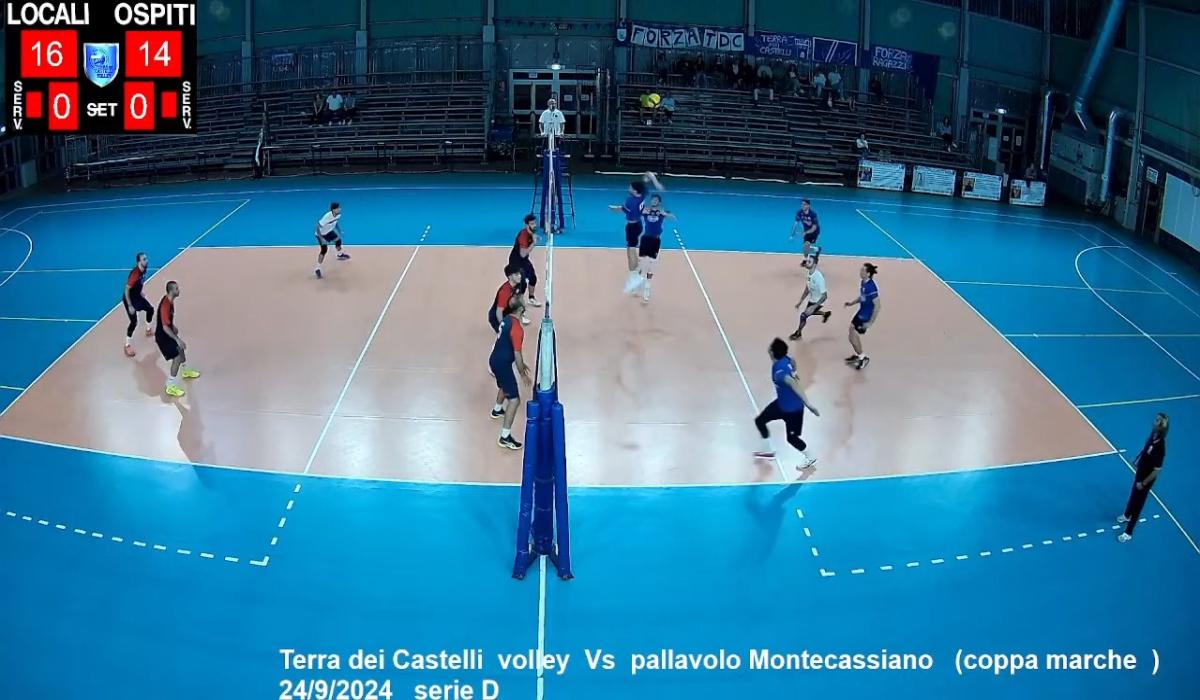 LOCALI OSPITI
16 14
SERV. 0 SET 0 SERV.
FORZA TDC
TERRA
CASTELLI
FORZA
RAGAZZI
Terra dei Castelli volley Vs pallavolo Montecassiano (coppa marche )
24/9/2024 serie D